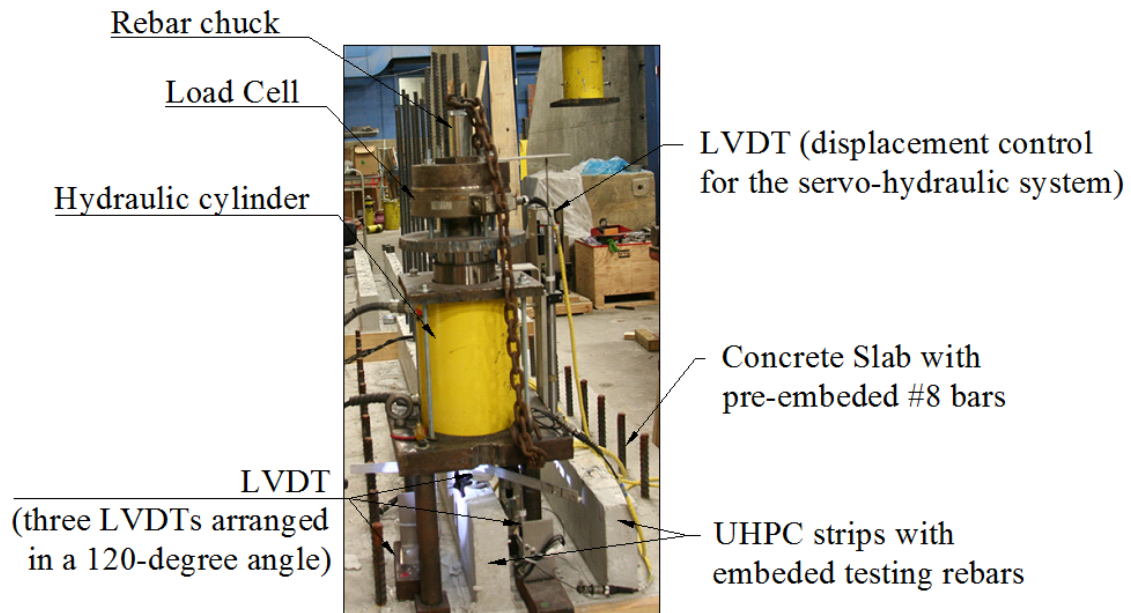 Rebar chuck
Load Cell
Hydraulic cylinder
LVDT (displacement control
for the servo-hydraulic system)
Concrete Slab with
pre-embeded #8 bars
LVDT
(three LVDTs arranged
in a 120-degree angle)
UHPC strips with
embeded testing rebars